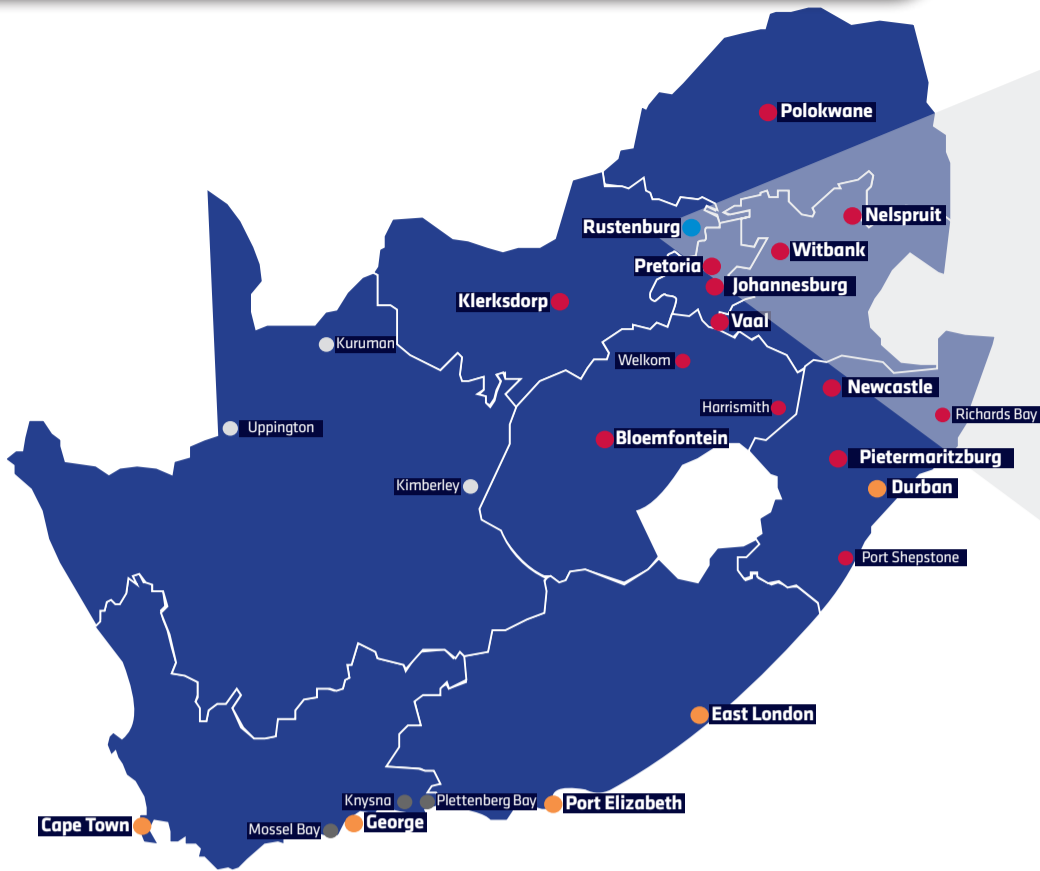 Polokwane
Nelspruit
Rustenburg
Witbank
Pretoria
Johannesburg
Klerksdorp
Vaal
Kuruman
Welkom
Newcastle
Harrismith
Richards Bay
Uppington
Bloemfontein
Pietermaritzburg
Kimberley
Durban
Port Shepstone
East London
Knysna
Plettenberg Bay
Port Elizabeth
Cape Town
Mossel Bay
George